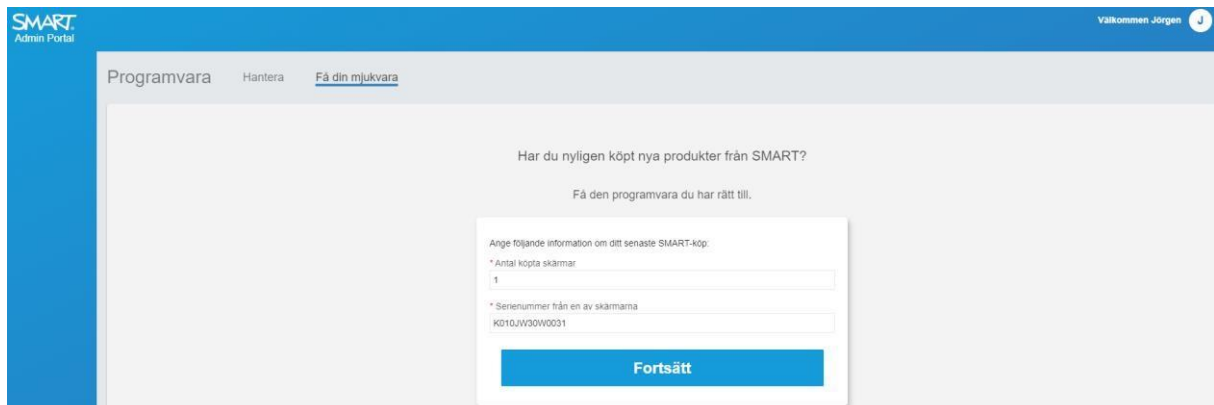 SMART.
Admin Portal
Välkommen Jörgen J
Programvara Hantera Få din mjukvara
Har du nyligen köpt nya produkter från SMART?
Få den programvara du har rätt till.
Ange följande information om ditt senaste SMART-köp:
* Antal köpta skärmar
1
* Serienummer från en av skärmarna
K010JW30W0031
Fortsätt